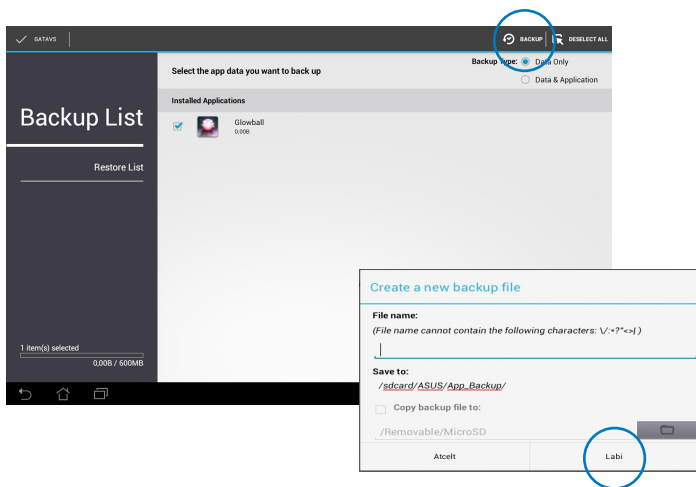 GATAVS
BACKUP
DESELECT ALL
Backup List
Restore List
1 item(s) selected
0,00B / 600MB
Select the app data you want to back up
Backup Type:
Data Only
Data & Application
Installed Applications
Glowball
0,00B
Create a new backup file
File name:
(File name cannot contain the following characters: \/:*?"<>| )
Save to:
/sdcard/ASUS/App_Backup/
Copy backup file to:
/Removable/MicroSD
Atcelt
Labi